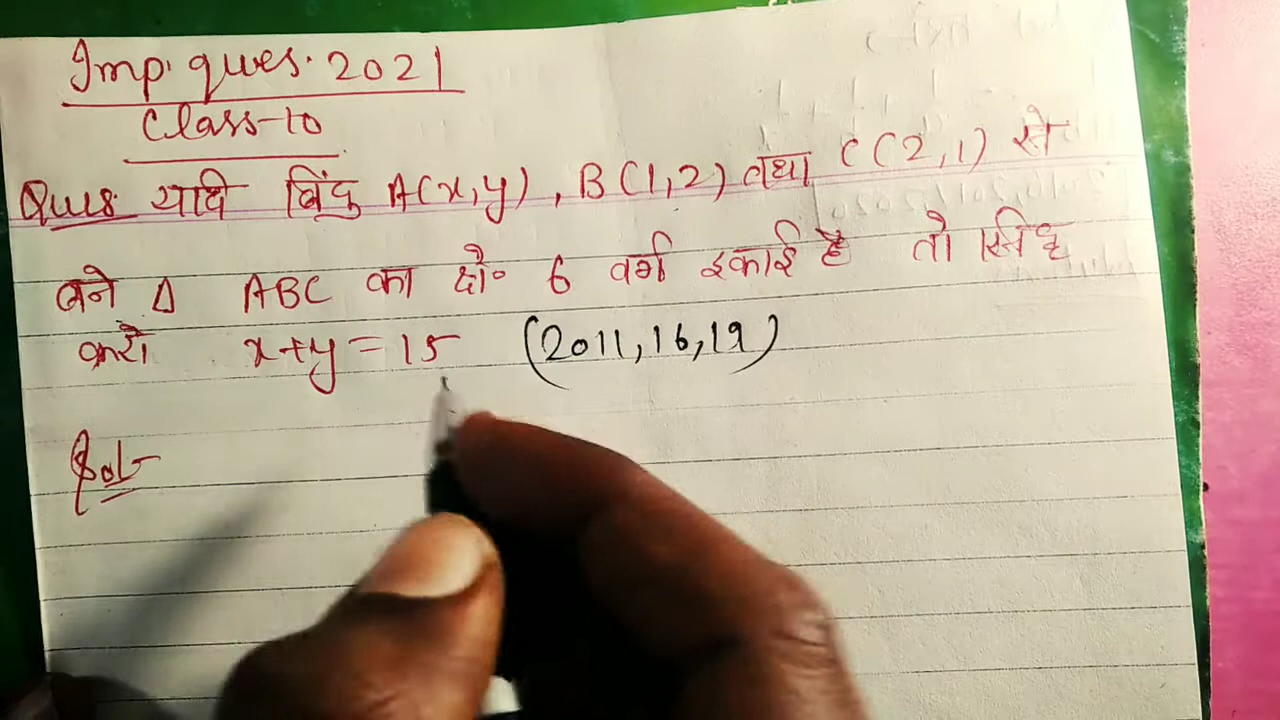 Imp. ques. 2021
Class-10
Ques. यदि बिंदु A(x,y), B(1,2) तथा C(2,1) से
बने Δ ABC का क्षे० 6 वर्ग इकाई है तो सिद्ध
करो x+y=15 (2011,16,19)
Sol-